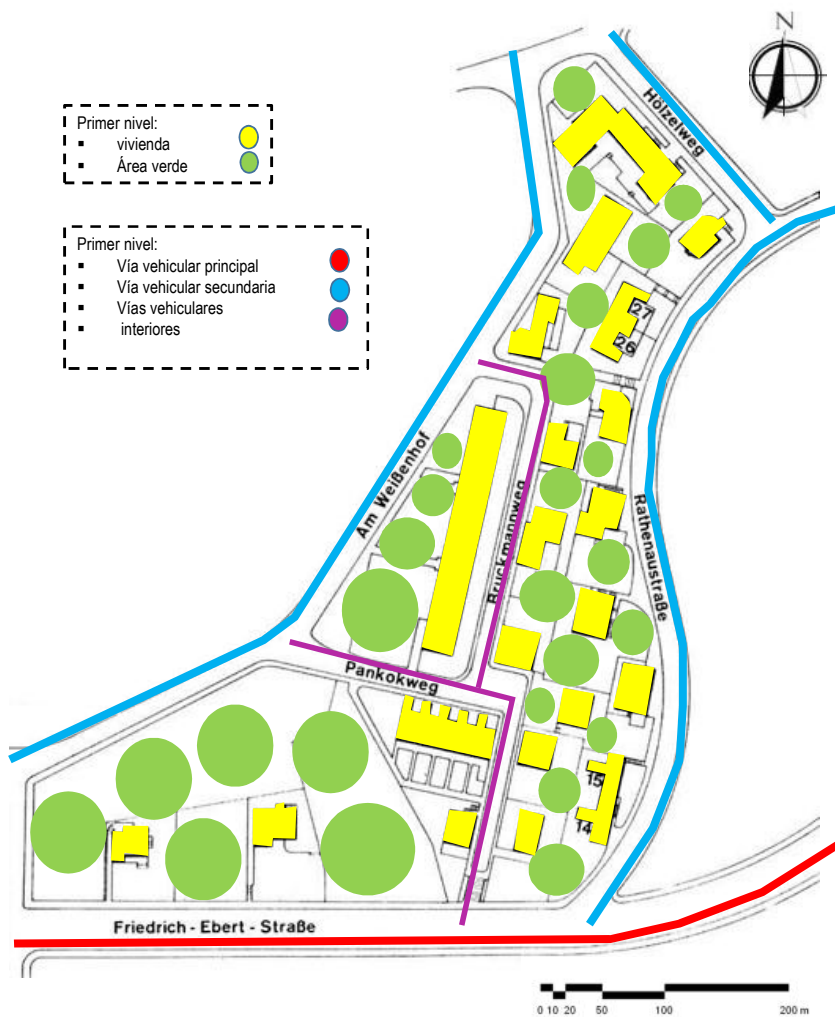 N
Primer nivel:
▪ vivienda
▪ Área verde
Primer nivel:
▪ Vía vehicular principal
▪ Vía vehicular secundaria
▪ Vías vehiculares
▪ interiores
Hölzelweg
27
26
Am Weißenhof
Bruckmannweg
Rathenaustraße
Pankokweg
15
14
Friedrich - Ebert - Straße
0 10 20 50 100 200 m